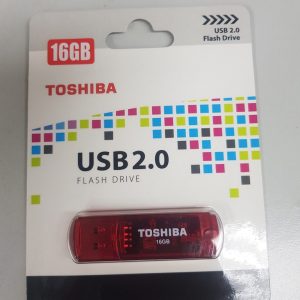 16GB
USB 2.0
Flash Drive
TOSHIBA
USB 2.0
FLASH DRIVE
TOSHIBA
16GB